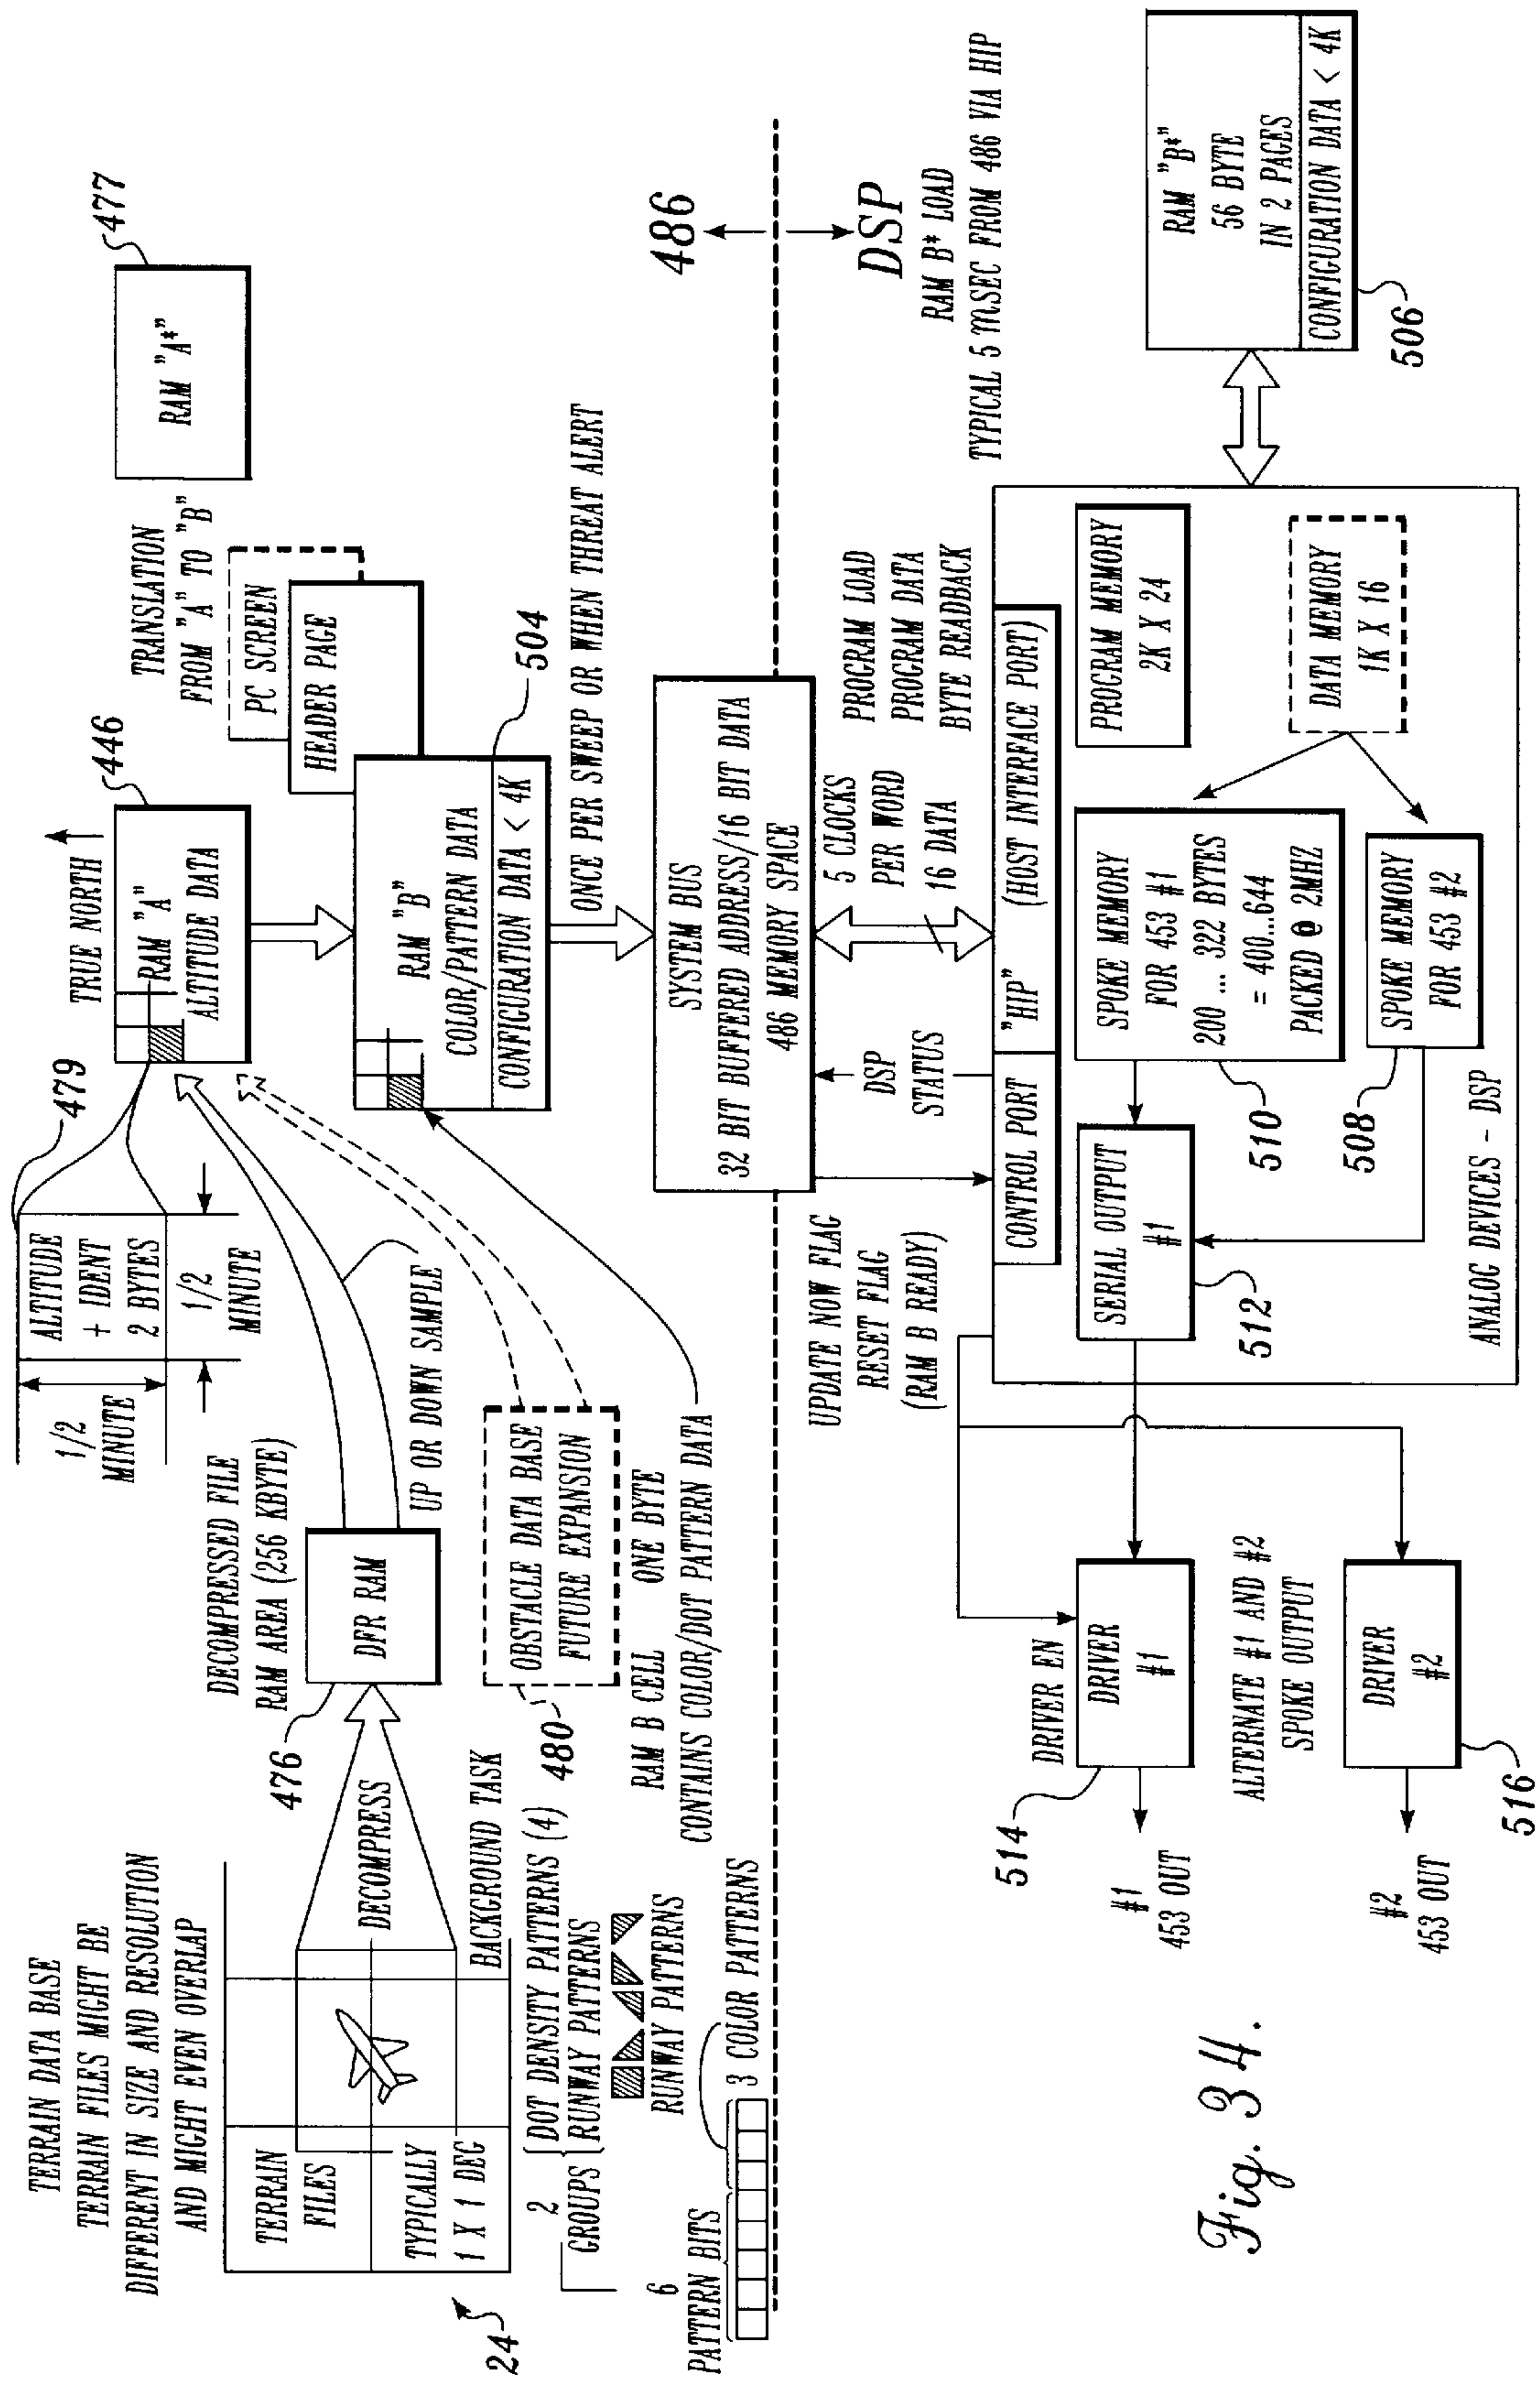 TERRAIN DATA BASE
TERRAIN FILES MIGHT BE
DIFFERENT IN SIZE AND RESOLUTION
AND MIGHT EVEN OVERLAP
TERRAIN
FILES
TYPICALLY
1 X 1 DEG
24
DECOMPRESS
BACKGROUND TASK
DECOMPRESSED FILE
RAM AREA (256 KBYTE)
476
DFR RAM
UP OR DOWN SAMPLE
1/2
MINUTE
ALTITUDE
+ IDENT
2 BYTES
1/2
MINUTE
479
TRUE NORTH
446
RAM "A"
ALTITUDE DATA
TRANSLATION
FROM "A" TO "B"
477
RAM "A*"
PC SCREEN
HEADER PAGE
RAM "B"
COLOR/PATTERN DATA
CONFIGURATION DATA < 4K
504
ONCE PER SWEEP OR WHEN THREAT ALERT
OBSTACLE DATA BASE
FUTURE EXPANSION
480
RAM B CELL ONE BYTE
CONTAINS COLOR/DOT PATTERN DATA
2
GROUPS
DOT DENSITY PATTERNS (4)
RUNWAY PATTERNS
RUNWAY PATTERNS
6
PATTERN BITS
3 COLOR PATTERNS
SYSTEM BUS
32 BIT BUFFERED ADDRESS/16 BIT DATA
486 MEMORY SPACE
486
DSP
RAM B* LOAD
TYPICAL 5 MSEC FROM 486 VIA HIP
UPDATE NOW FLAG
RESET FLAG
(RAM B READY)
DSP
STATUS
5 CLOCKS
PER WORD
16 DATA
PROGRAM LOAD
PROGRAM DATA
BYTE READBACK
CONTROL PORT
"HIP" (HOST INTERFACE PORT)
SERIAL OUTPUT
#1
512
SPOKE MEMORY
FOR 453 #1
200 ... 322 BYTES
= 400...644
PACKED @ 2MHZ
510
PROGRAM MEMORY
2K X 24
DATA MEMORY
1K X 16
SPOKE MEMORY
FOR 453 #2
508
ANALOG DEVICES - DSP
RAM "B*"
56 BYTE
IN 2 PAGES
CONFIGURATION DATA < 4K
506
DRIVER EN
DRIVER
#1
514
#1
453 OUT
ALTERNATE #1 AND #2
SPOKE OUTPUT
DRIVER
#2
516
#2
453 OUT
Fig. 34.